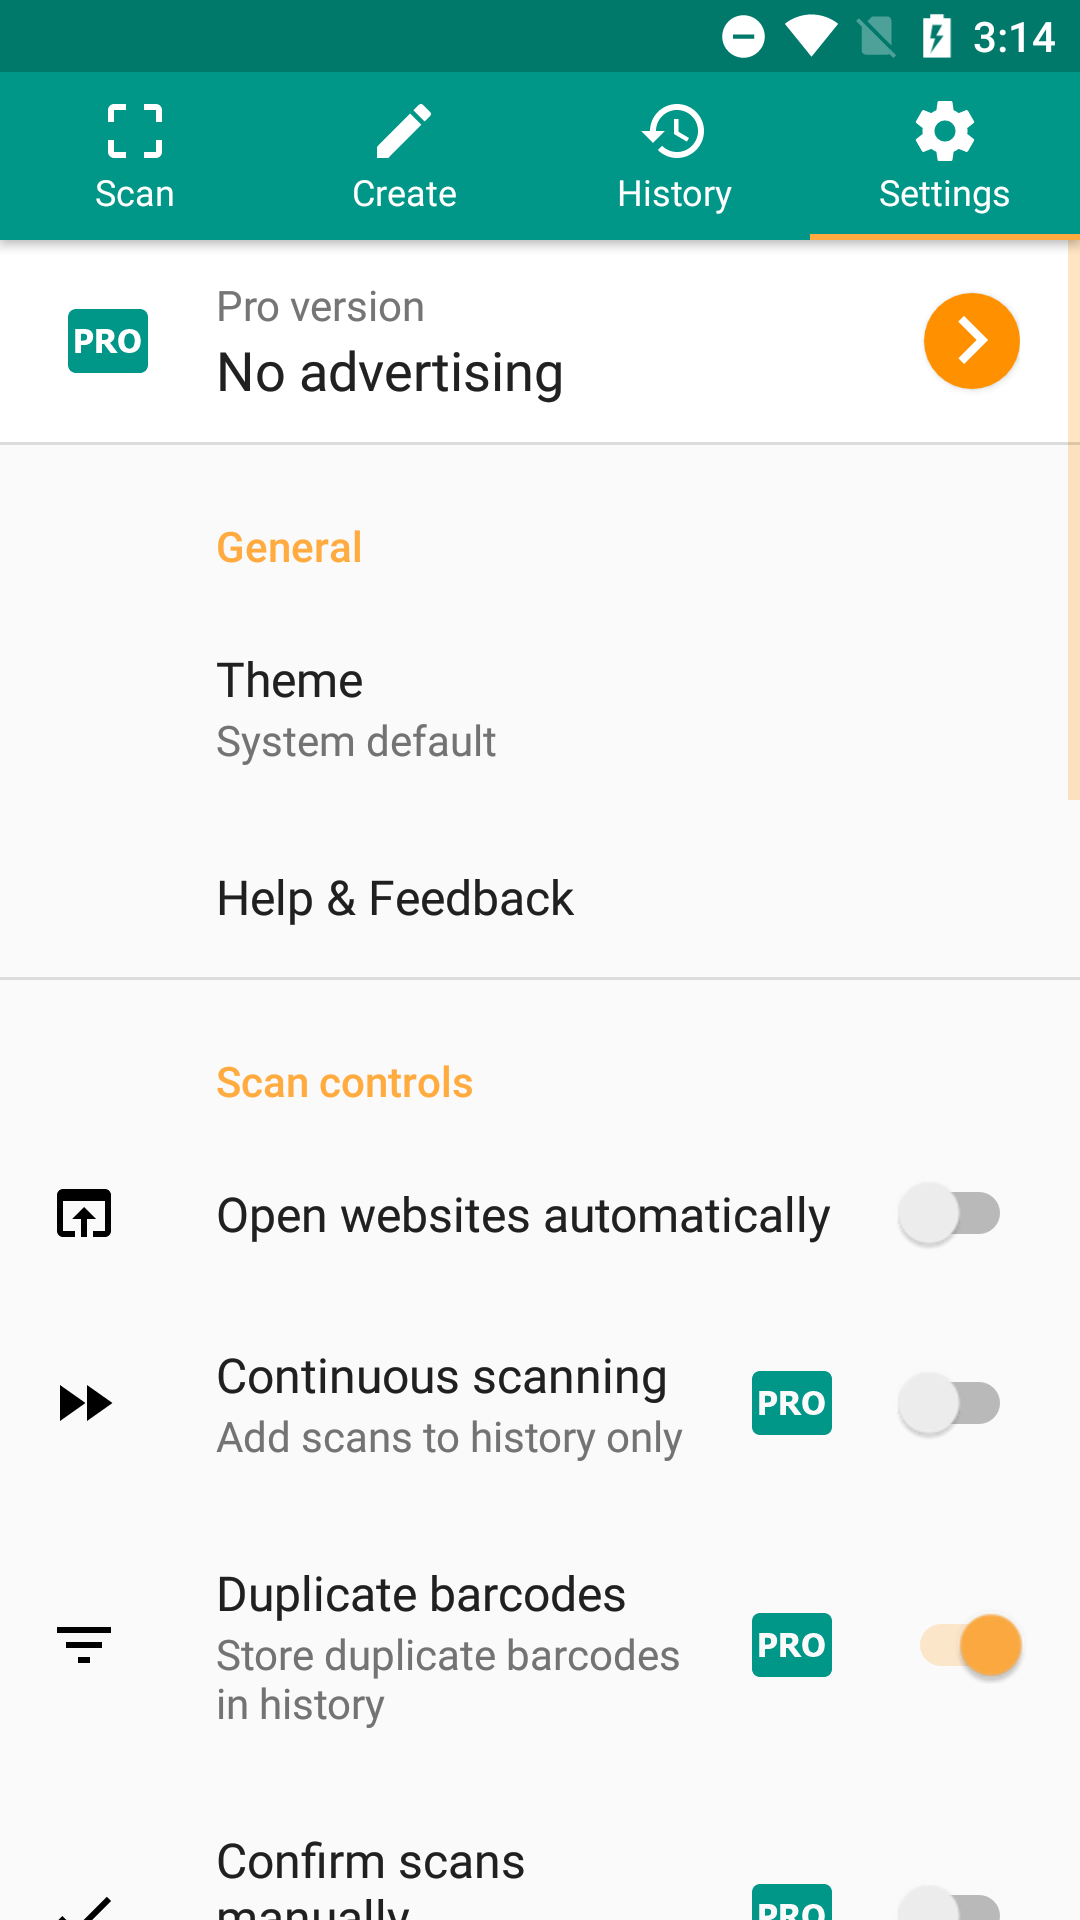 3:14
Scan
Create
History
Settings
PRO
Pro version
No advertising
General
Theme
System default
Help & Feedback
Scan controls
Open websites automatically
Continuous scanning
Add scans to history only
PRO
Duplicate barcodes
Store duplicate barcodes
in history
PRO
Confirm scans
manually
PRO